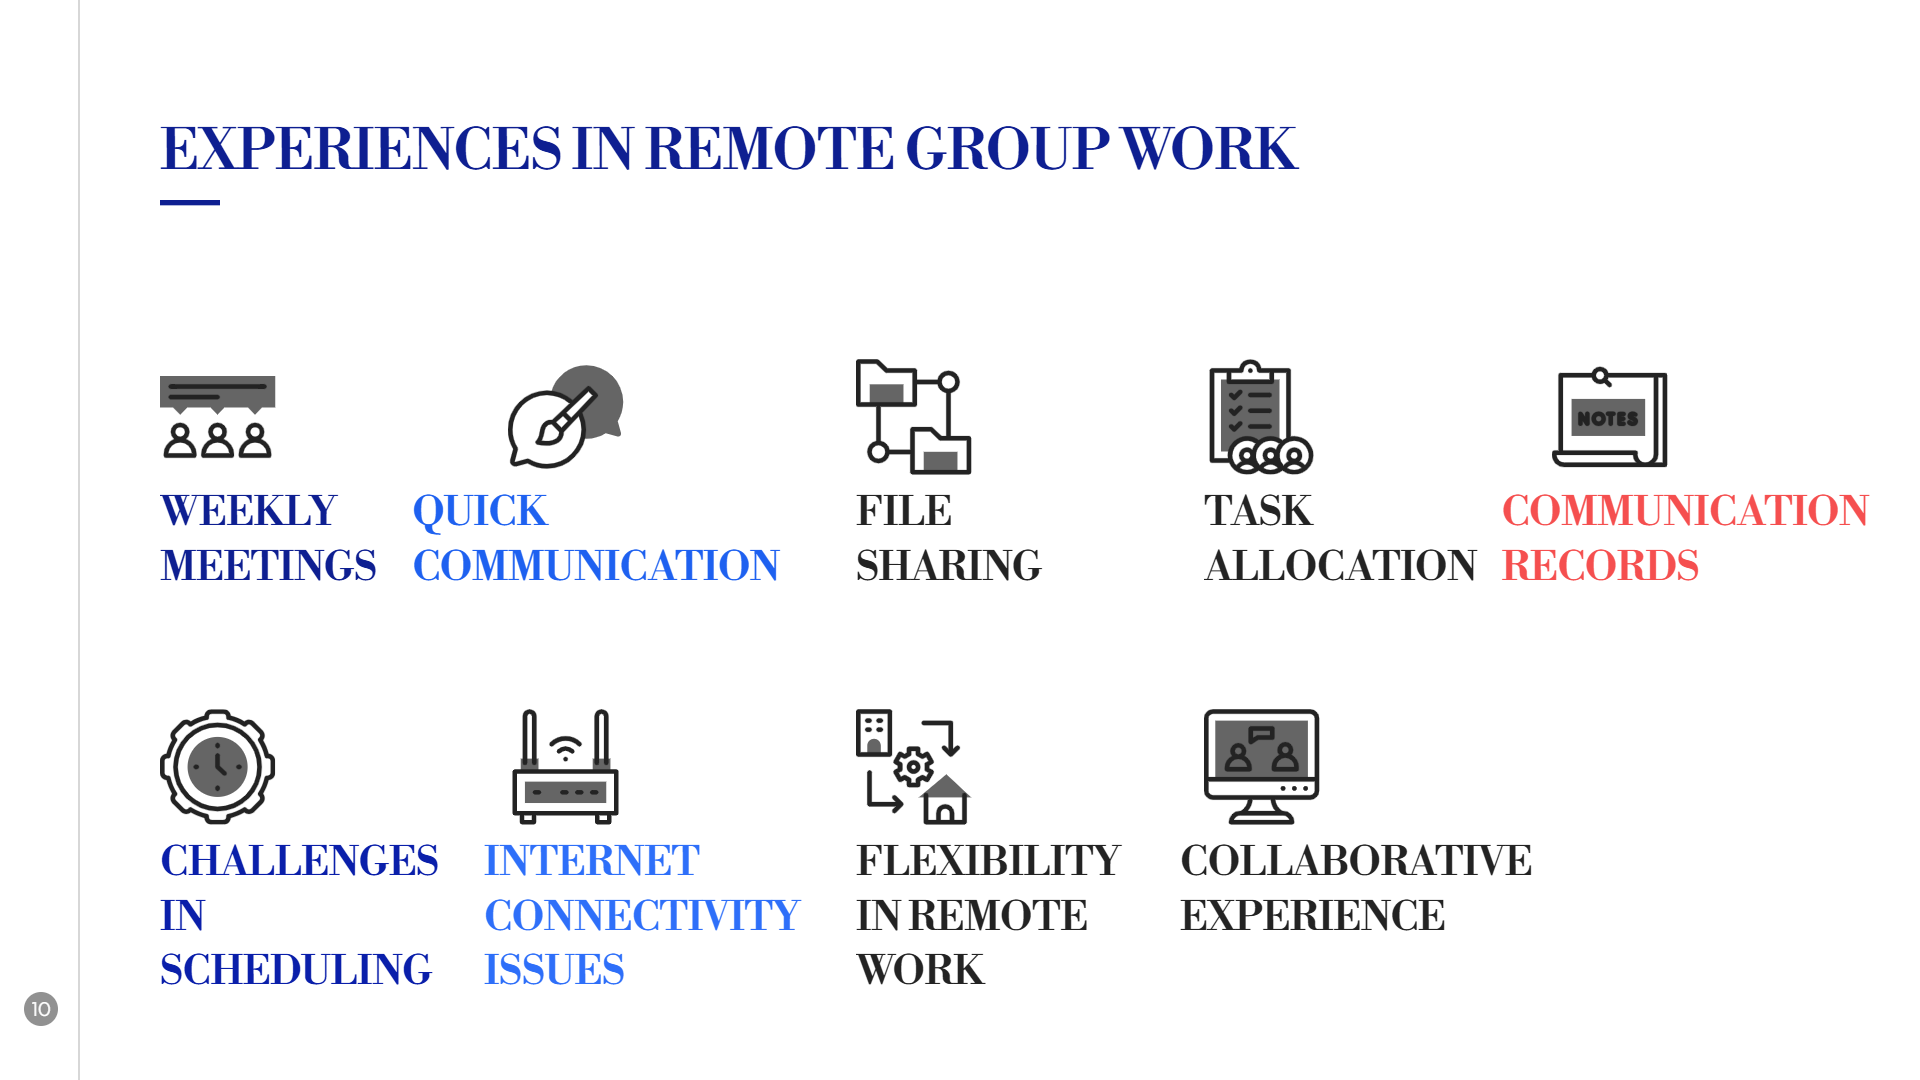 EXPERIENCES IN REMOTE GROUP WORK
WEEKLY
MEETINGS
QUICK
COMMUNICATION
FILE
SHARING
TASK
ALLOCATION
NOTES
COMMUNICATION
RECORDS
CHALLENGES
IN
SCHEDULING
INTERNET
CONNECTIVITY
ISSUES
FLEXIBILITY
IN REMOTE
WORK
COLLABORATIVE
EXPERIENCE
10